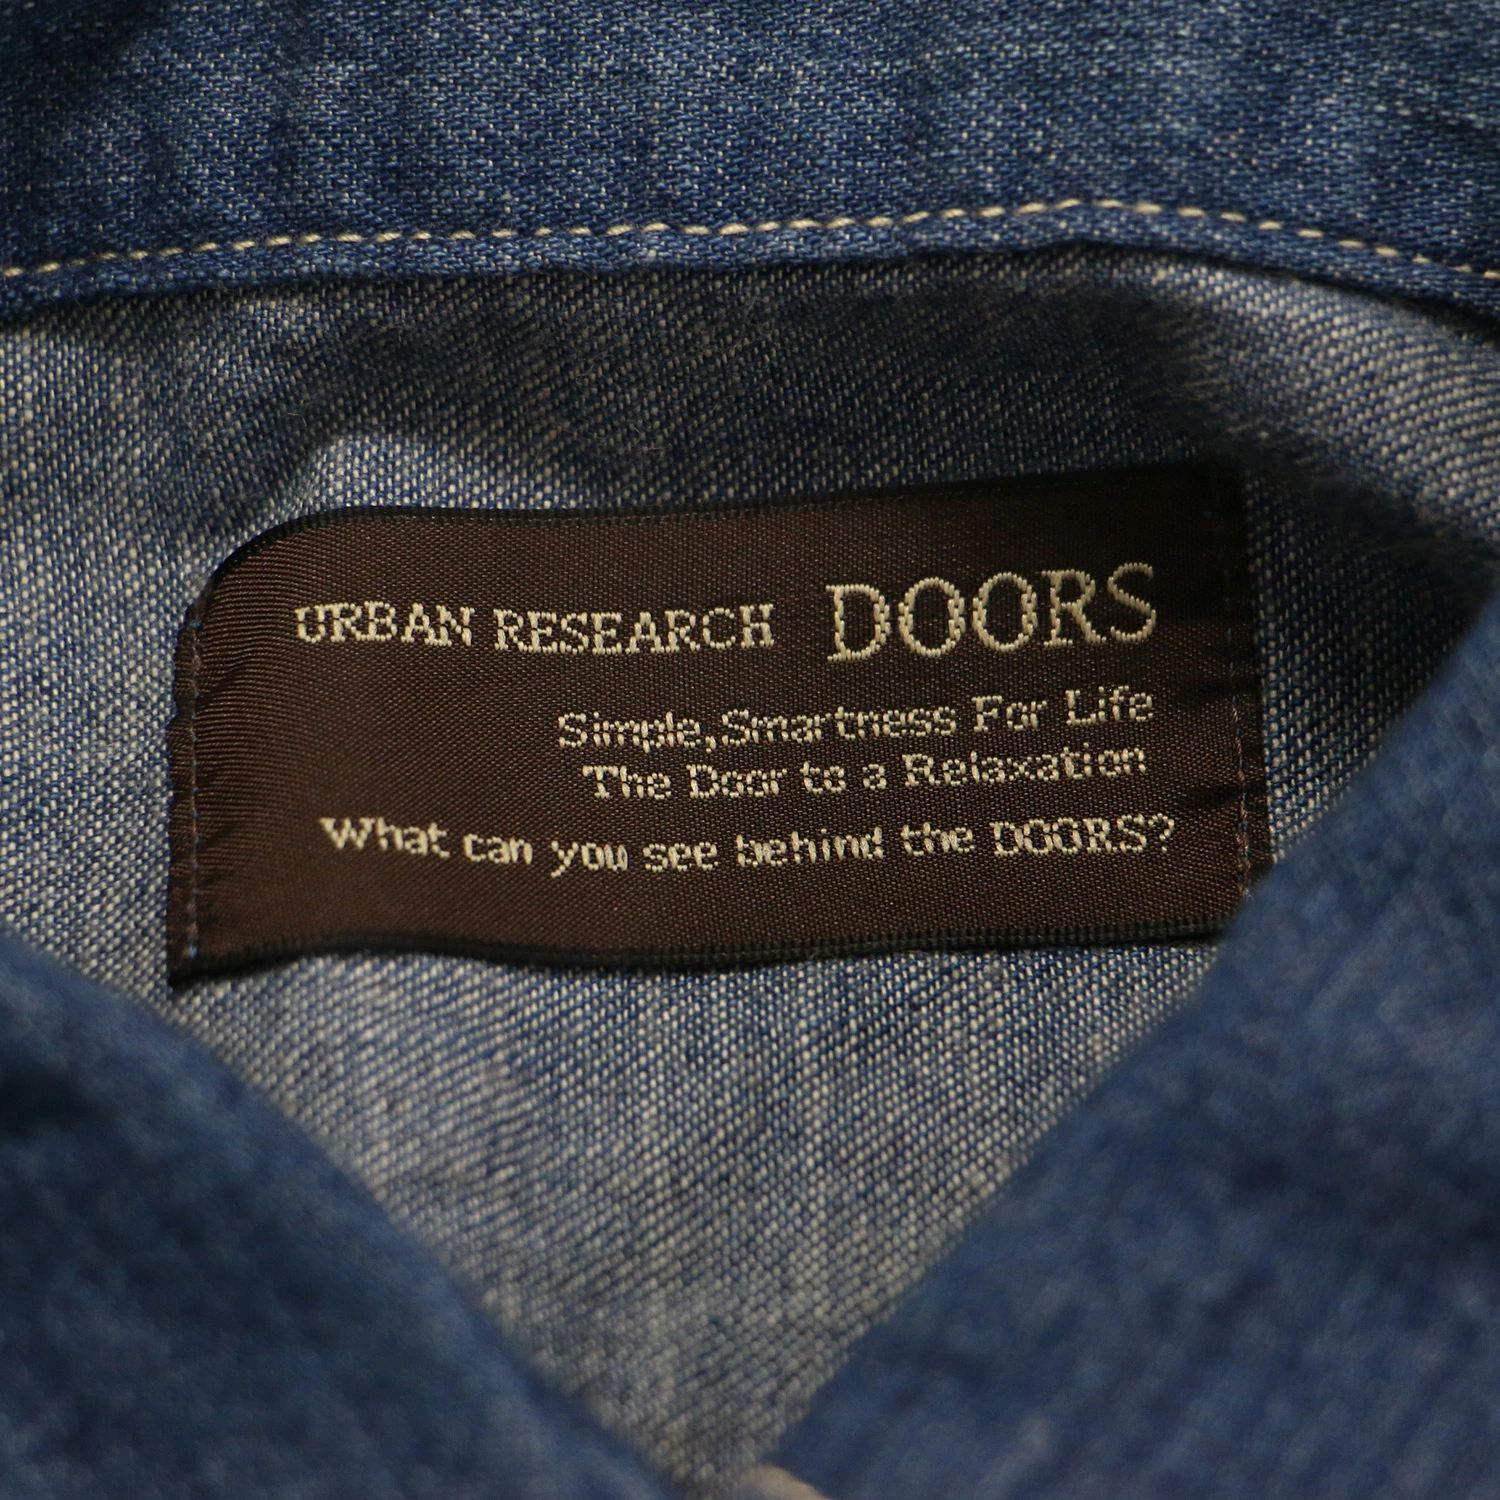 URBAN RESEARCH DOORS
Simple,Smartness For Life
The Door to a Relaxation
What can you see behind the DOORS?